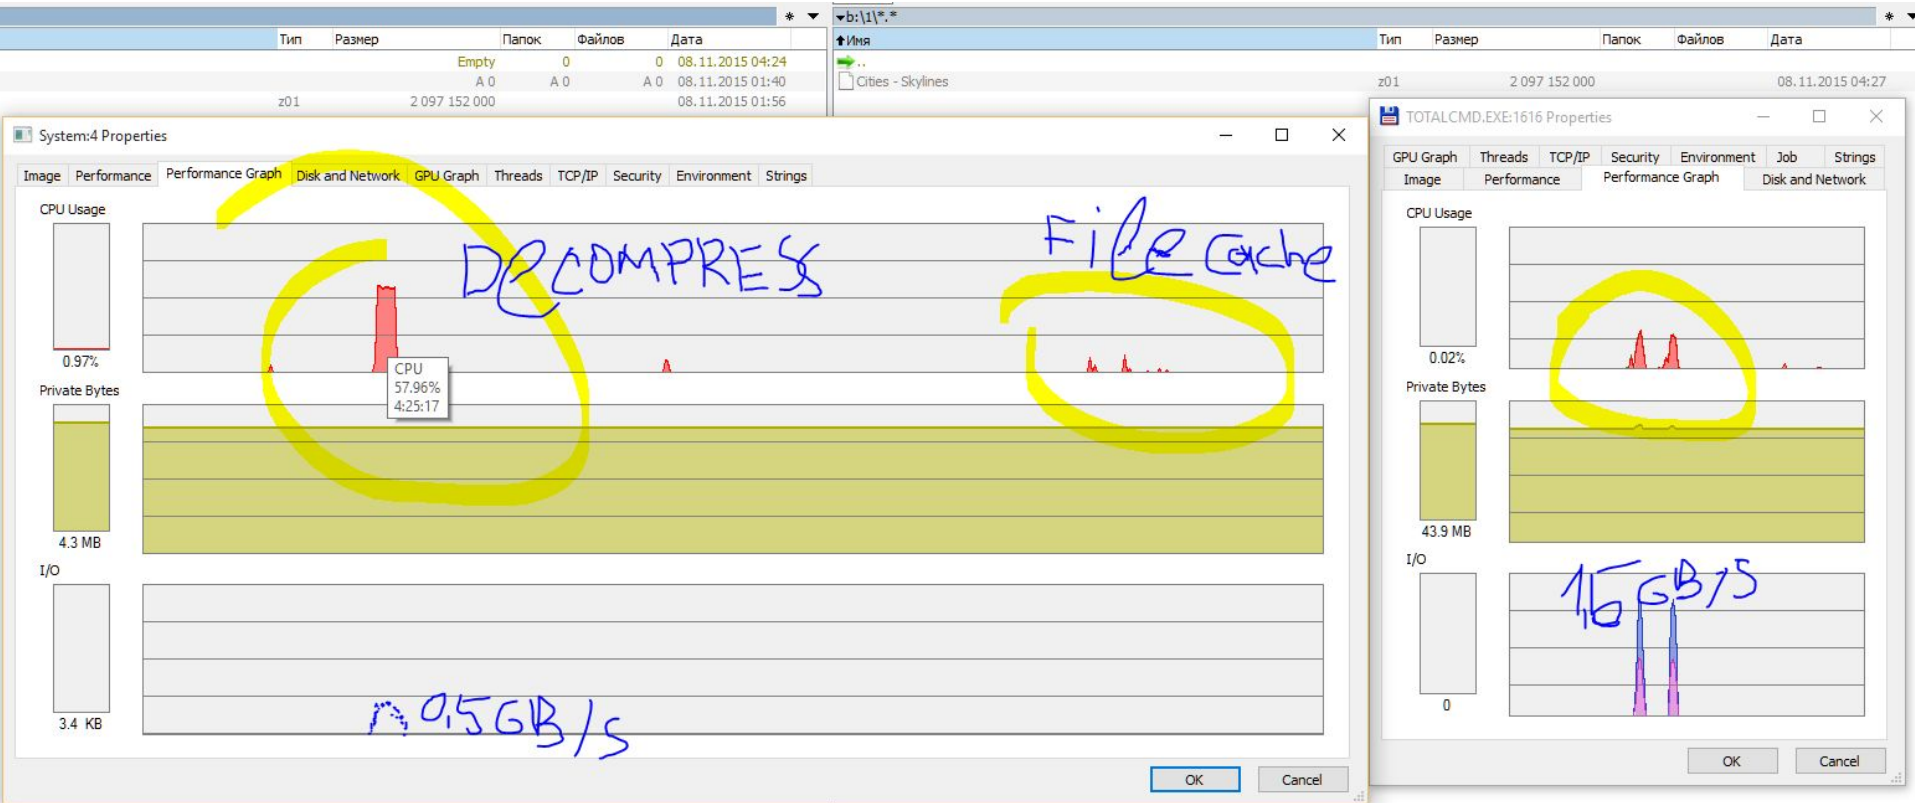 b:\1\*.*
Тип Размер Папок Файлов Дата
Имя Тип Размер Папок Файлов Дата
Empty 0 0 08.11.2015 04:24
..
A 0 A 0 A 0 08.11.2015 01:40
Cities - Skylines z01 2 097 152 000 08.11.2015 04:27
z01 2 097 152 000 08.11.2015 01:56
System:4 Properties
Image Performance Performance Graph Disk and Network GPU Graph Threads TCP/IP Security Environment Strings
CPU Usage
DeCOMPRESS
File Cache
0.97%
CPU
57.96%
4:25:17
Private Bytes
4.3 MB
I/O
3.4 KB
0,5GB/s
OK Cancel
TOTALCMD.EXE:1616 Properties
GPU Graph Threads TCP/IP Security Environment Job Strings
Image Performance Performance Graph Disk and Network
CPU Usage
0.02%
Private Bytes
43.9 MB
I/O
GB/S
0
OK Cancel